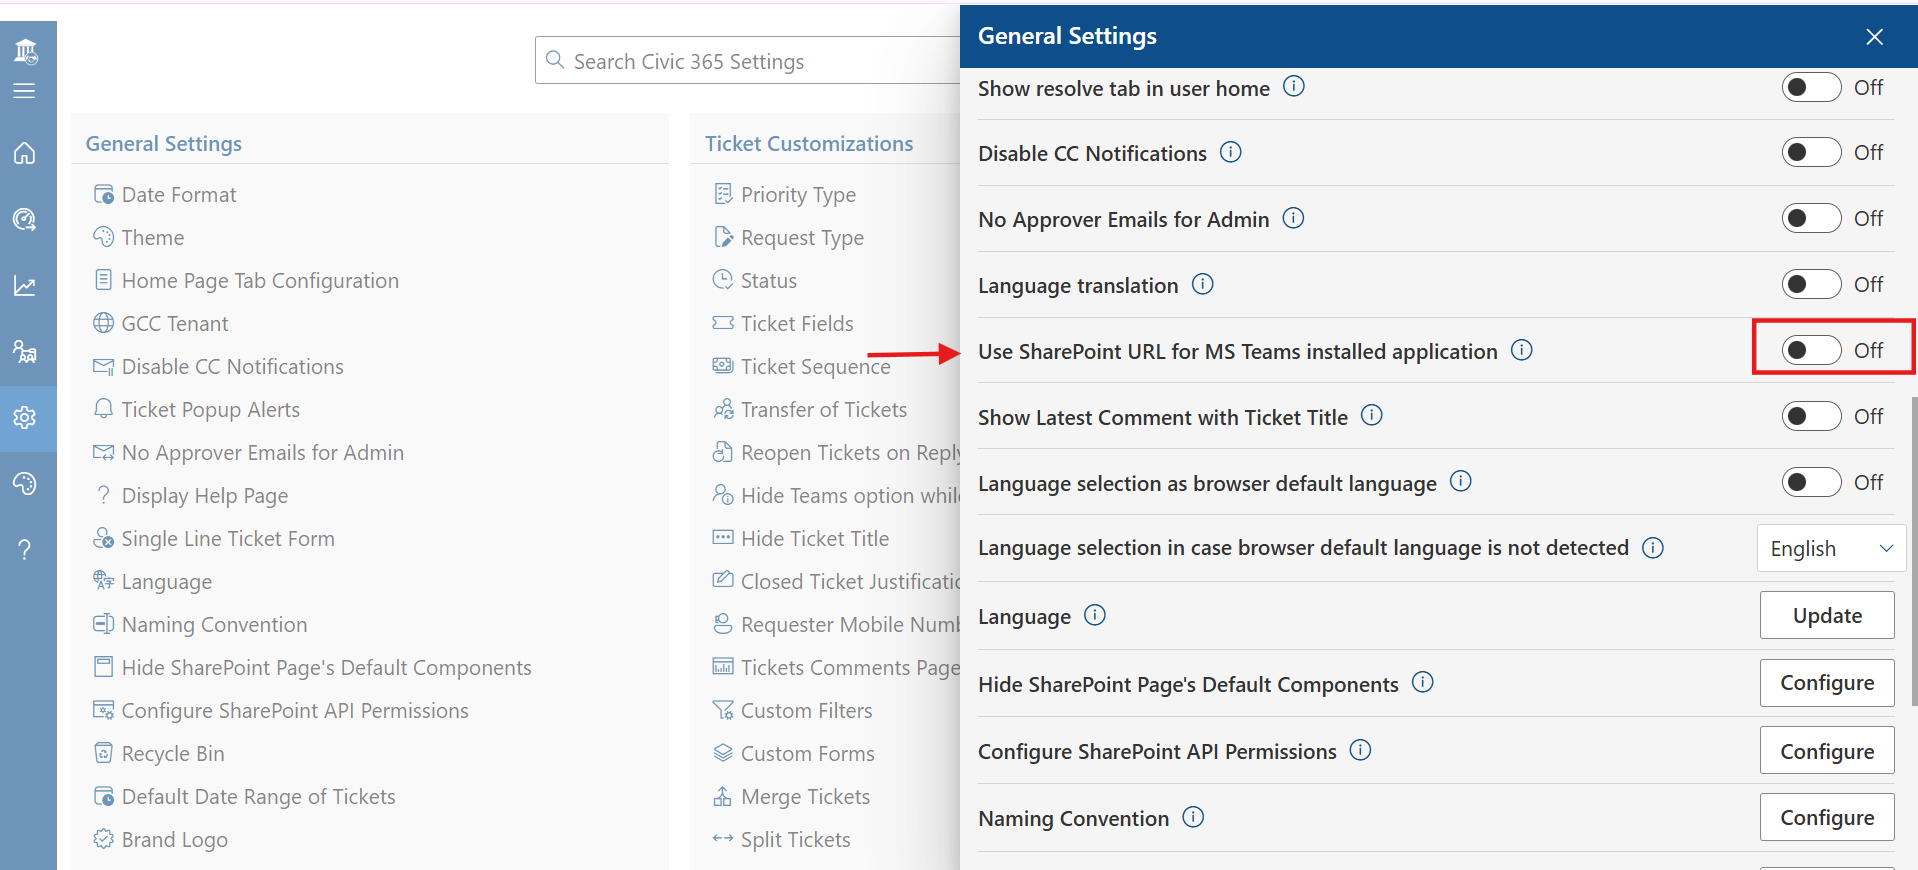 Search Civic 365 Settings
General Settings
Date Format
Theme
Home Page Tab Configuration
GCC Tenant
Disable CC Notifications
Ticket Popup Alerts
No Approver Emails for Admin
Display Help Page
Single Line Ticket Form
Language
Naming Convention
Hide SharePoint Page's Default Components
Configure SharePoint API Permissions
Recycle Bin
Default Date Range of Tickets
Brand Logo
Ticket Customizations
Priority Type
Request Type
Status
Ticket Fields
Ticket Sequence
Transfer of Tickets
Reopen Tickets on Reply
Hide Teams option whil
Hide Ticket Title
Closed Ticket Justificatio
Requester Mobile Numb
Tickets Comments Page
Custom Filters
Custom Forms
Merge Tickets
Split Tickets
General Settings
Show resolve tab in user home Off
Disable CC Notifications Off
No Approver Emails for Admin Off
Language translation Off
Use SharePoint URL for MS Teams installed application Off
Show Latest Comment with Ticket Title Off
Language selection as browser default language Off
Language selection in case browser default language is not detected English
Language Update
Hide SharePoint Page's Default Components Configure
Configure SharePoint API Permissions Configure
Naming Convention Configure